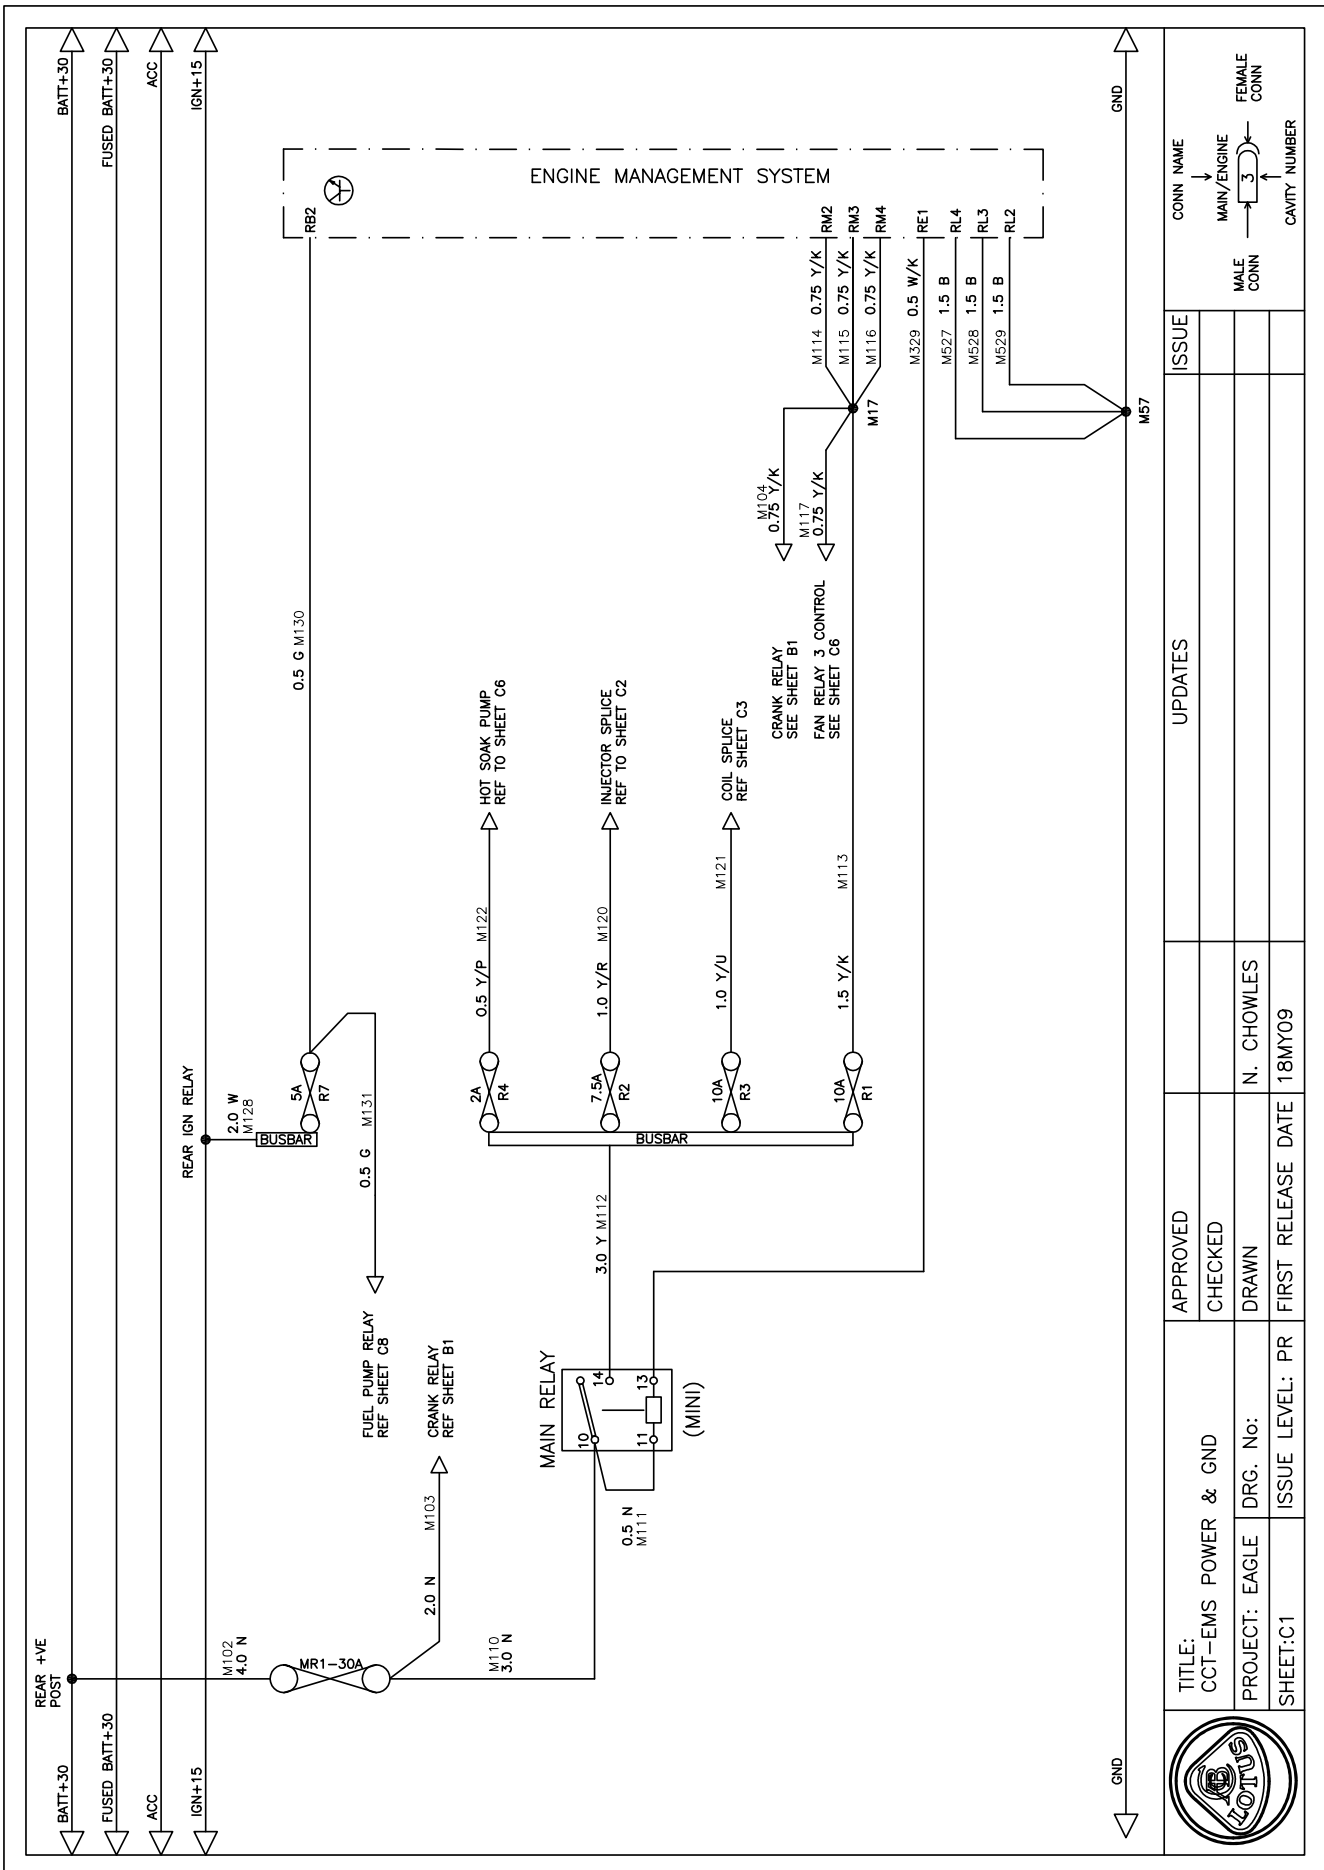 BATT+30
FUSED BATT+30
ACC
IGN+15
REAR +VE
POST
M102
4.0 N
MR1-30A
2.0 N
M103
CRANK RELAY
REF SHEET B1
M110
3.0 N
0.5 N
M111
MAIN RELAY
10
14
11
13
(MINI)
FUEL PUMP RELAY
REF SHEET C8
0.5 G
M131
REAR IGN RELAY
2.0 W
M128
BUSBAR
5A
R7
0.5 G M130
3.0 Y M112
BUSBAR
2A
R4
0.5 Y/P
M122
HOT SOAK PUMP
REF TO SHEET C6
7.5A
R2
1.0 Y/R
M120
INJECTOR SPLICE
REF TO SHEET C2
10A
R3
1.0 Y/U
M121
COIL SPLICE
REF SHEET C3
10A
R1
1.5 Y/K
M113
CRANK RELAY
SEE SHEET B1
FAN RELAY 3 CONTROL
SEE SHEET C6
M104
0.75 Y/K
M117
0.75 Y/K
M17
M114 0.75 Y/K
M115 0.75 Y/K
M116 0.75 Y/K
M329 0.5 W/K
M527 1.5 B
M528 1.5 B
M529 1.5 B
M57
RB2
RM2
RM3
RM4
RE1
RL4
RL3
RL2
ENGINE MANAGEMENT SYSTEM
BATT+30
FUSED BATT+30
ACC
IGN+15
GND
GND
LOTUS
TITLE:
CCT-EMS POWER & GND
PROJECT: EAGLE
DRG. No:
SHEET:C1
ISSUE LEVEL: PR
APPROVED
CHECKED
DRAWN
N. CHOWLES
FIRST RELEASE DATE
18MY09
UPDATES
ISSUE
CONN NAME
MAIN/ENGINE
MALE
CONN
3
FEMALE
CONN
CAVITY NUMBER